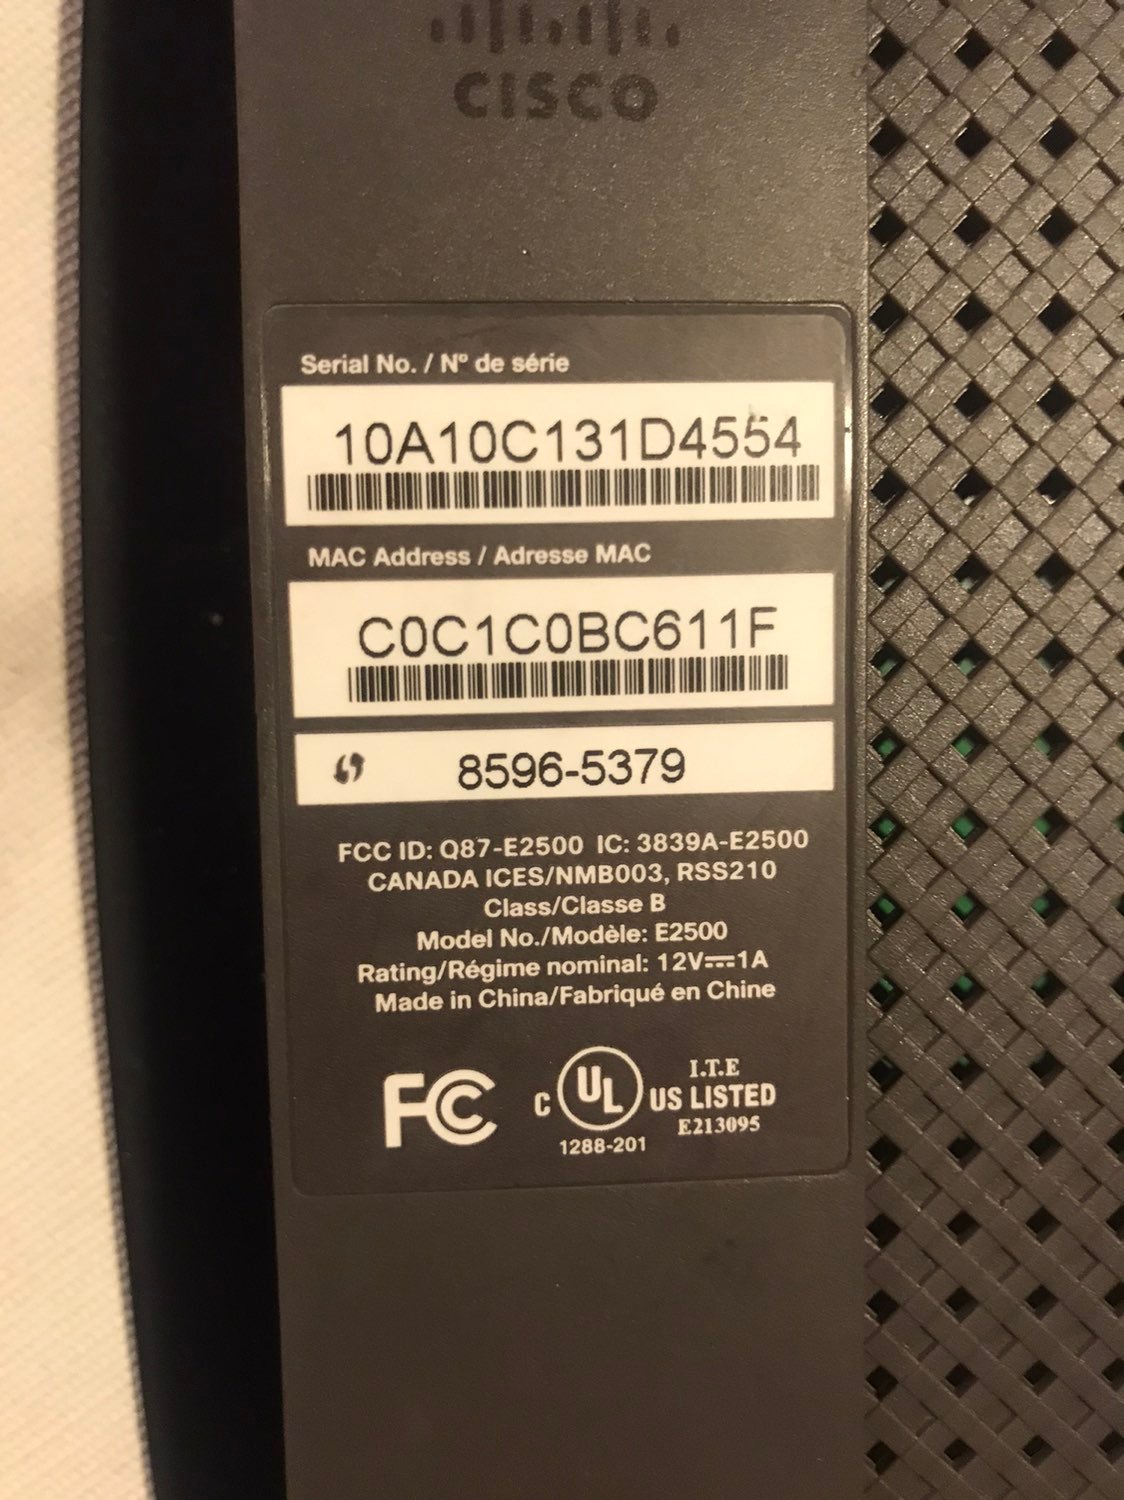 CISCO
Serial No. / Nº de série
10A10C131D4554
MAC Address / Adresse MAC
C0C1C0BC611F
8596-5379
FCC ID: Q87-E2500 IC: 3839A-E2500
CANADA ICES/NMB003, RSS210
Class/Classe B
Model No./Modèle: E2500
Rating/Régime nominal: 12V⎓1A
Made in China/Fabriqué en Chine
FC
I.T.E
C UL US LISTED
1288-201
E213095